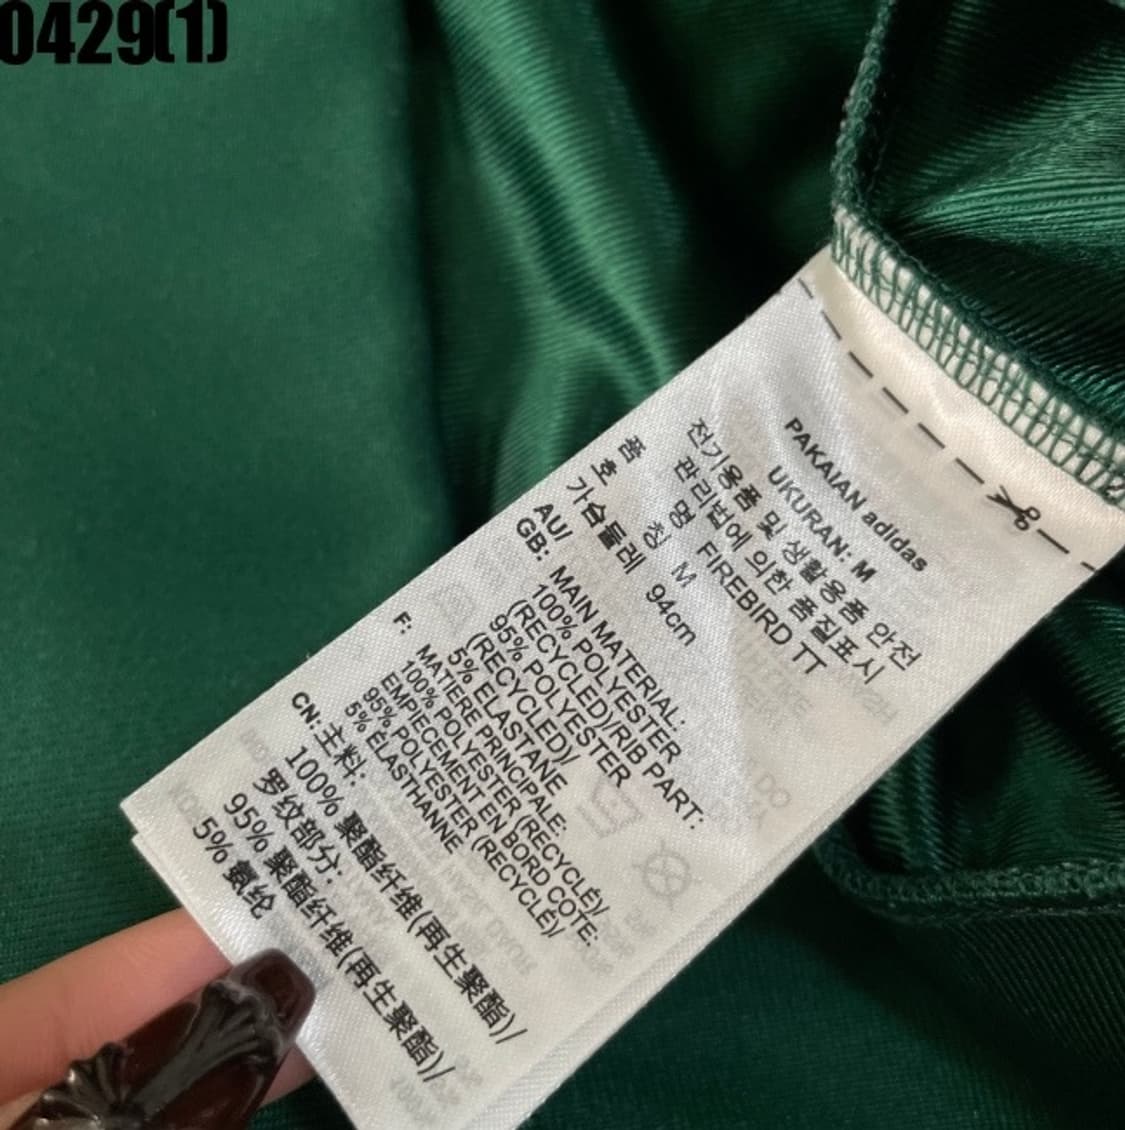 0429(1)
PAKAIAN adidas
UKURAN: M
전기용품 및 생활용품 안전
관리법에 의한 품질표시
품 명 FIREBIRD TT
호 칭 M
가슴둘레 94cm
AU/
GB: MAIN MATERIAL:
100% POLYESTER
(RECYCLED)/RIB PART:
95% POLYESTER
(RECYCLED)/
5% ELASTANE
F: MATIÈRE PRINCIPALE:
100% POLYESTER (RECYCLÉ)/
EMPIECEMENT EN BORD COTE:
95% POLYESTER (RECYCLÉ)/
5% ÉLASTHANNE
CN:主料:
100% 聚酯纤维(再生聚酯)/
罗纹部分:
95% 聚酯纤维(再生聚酯)/
5% 氨纶